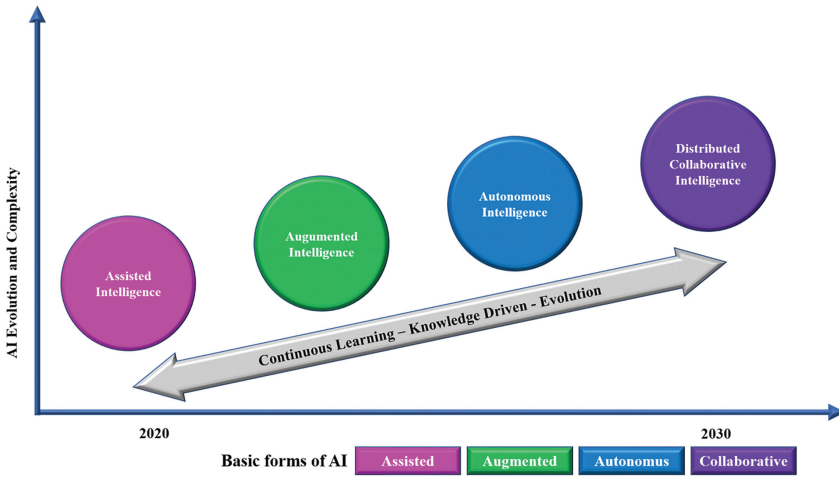 AI Evolution and Complexity
Assisted
Intelligence
Augumented
Intelligence
Autonomous
Intelligence
Distributed
Collaborative
Intelligence
Continuous Learning – Knowledge Driven - Evolution
2020
2030
Basic forms of AI
Assisted
Augmented
Autonomus
Collaborative